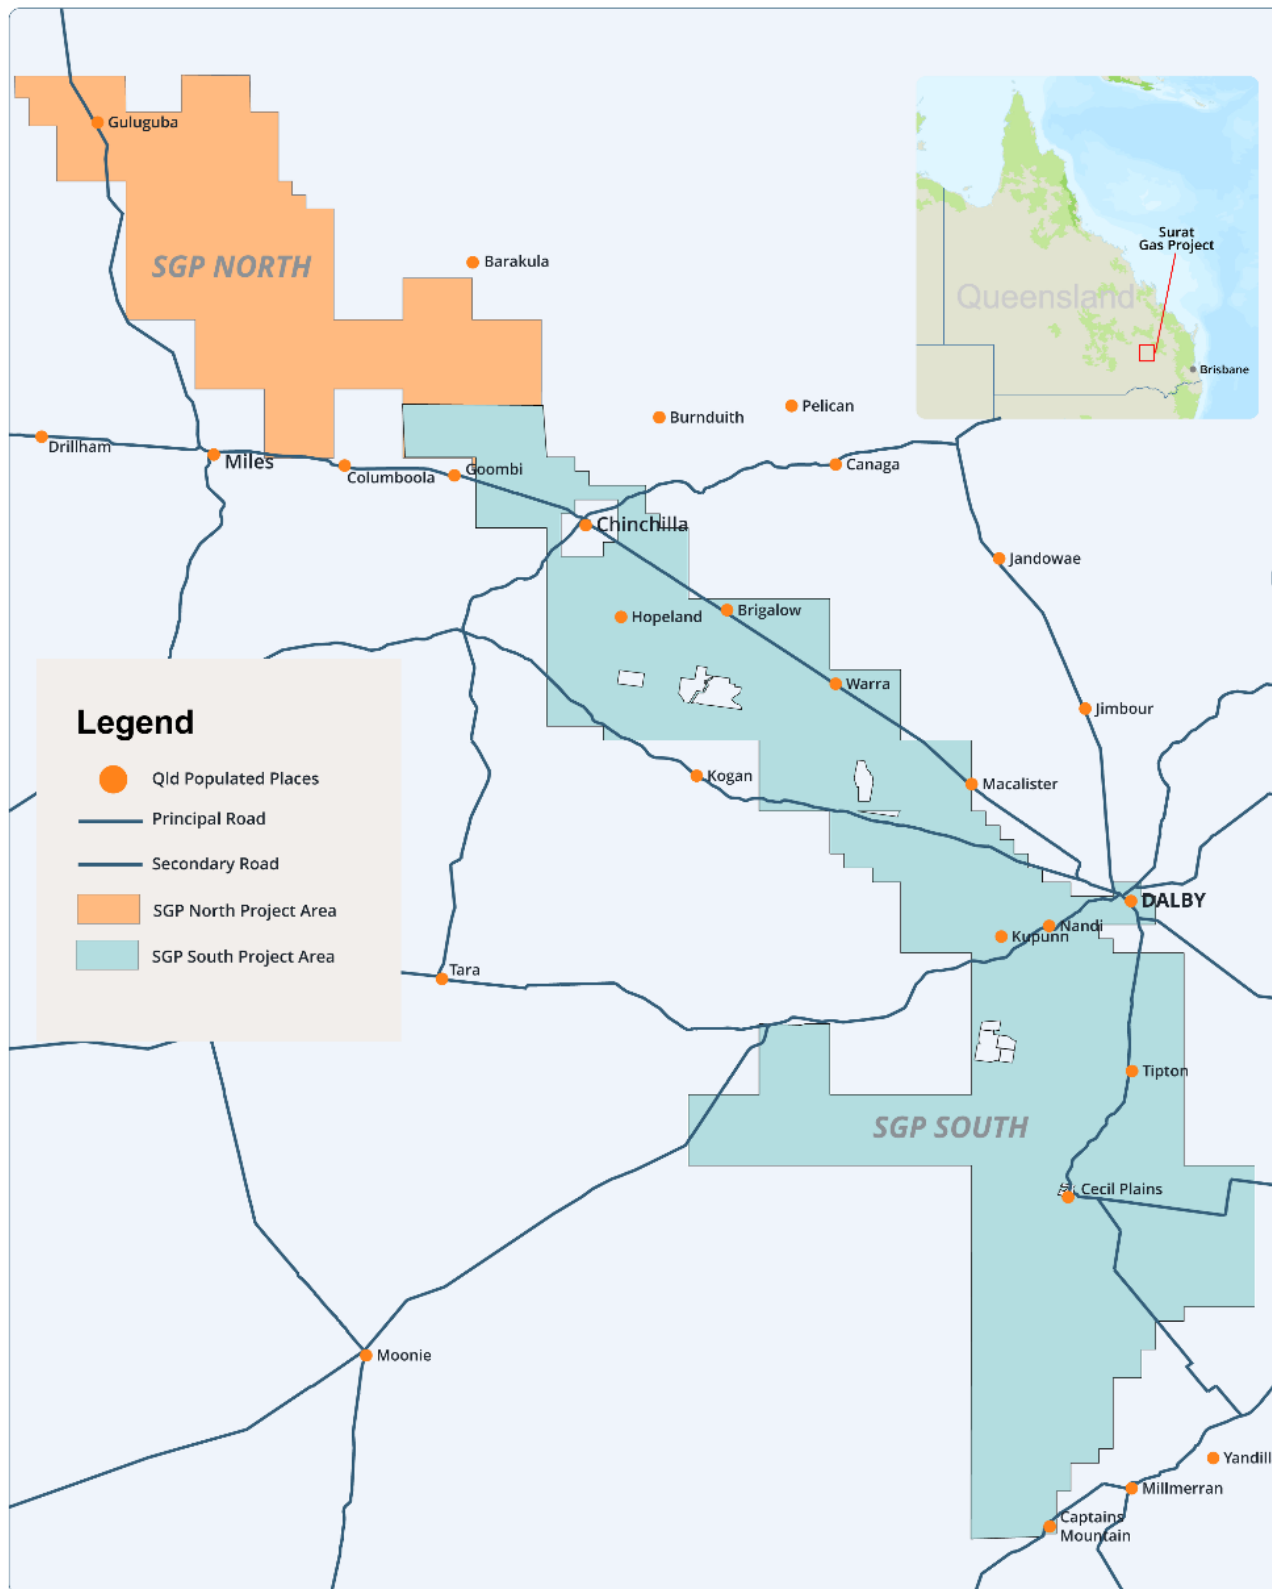 Guluguba
SGP NORTH
Barakula
Surat
Gas Project
Queensland
Brisbane
Pelican
Burnduith
Drillham
Miles
Columboola
Goombi
Canaga
Chinchilla
Jandowae
Hopeland
Brigalow
Warra
Jimbour
Kogan
Macalister
Legend
Qld Populated Places
Principal Road
Secondary Road
SGP North Project Area
SGP South Project Area
DALBY
Nandi
Kupunn
Tara
Tipton
SGP SOUTH
Cecil Plains
Moonie
Yandill
Millmerran
Captains
Mountain